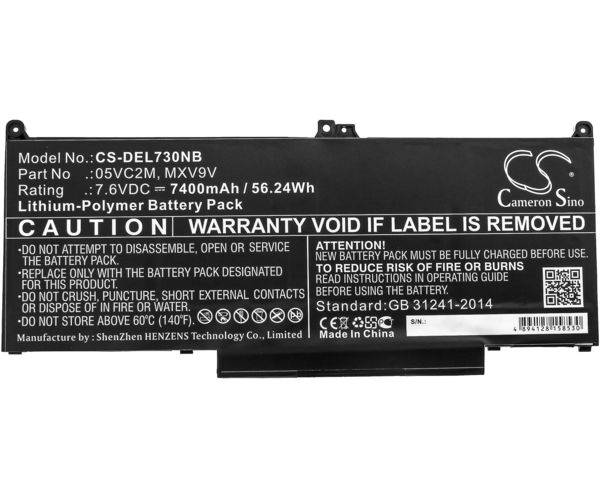 Model No.:CS-DEL730NB
Part No :05VC2M, MXV9V
Rating :7.6VDC ⎓ 7400mAh / 56.24Wh
Lithium-Polymer Battery Pack
CS
Cameron Sino
CAUTION
WARRANTY VOID IF LABEL IS REMOVED
•DO NOT ATTEMPT TO DISASSEMBLE, OPEN OR SERVICE
THE BATTERY PACK.
•REPLACE ONLY WITH THE BATTERY PACK DESIGNATED
FOR THIS PRODUCT.
•DO NOT CRUSH, PUNCTURE, SHORT EXTERNAL CONTACTS
OR DISPOSE OF IN FIRE OR WATER.
•DO NOT STORE ABOVE 60℃ (140℉).
Manufacture by : ShenZhen HENZENS Technology Co., Limited
ATTENTION!
NEW BATTERY PACK MUST BE FULLY CHARGED BEFORE USE.
TO REDUCE RISK OF FIRE OR BURNS
READ INSTRUCTIONS IN OPERATING
BEFORE USE.
Standard:GB 31241-2014
Made In China
S/N.:
4 894128 158530